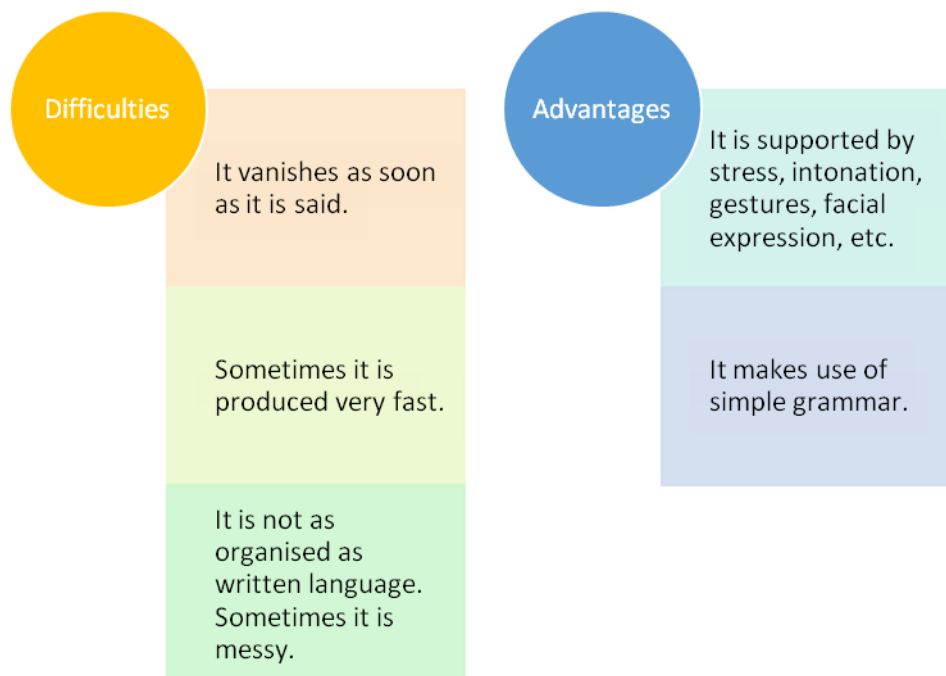 Difficulties
It vanishes as soon
as it is said.
Sometimes it is
produced very fast.
It is not as
organised as
written language.
Sometimes it is
messy.
Advantages
It is supported by
stress, intonation,
gestures, facial
expression, etc.
It makes use of
simple grammar.